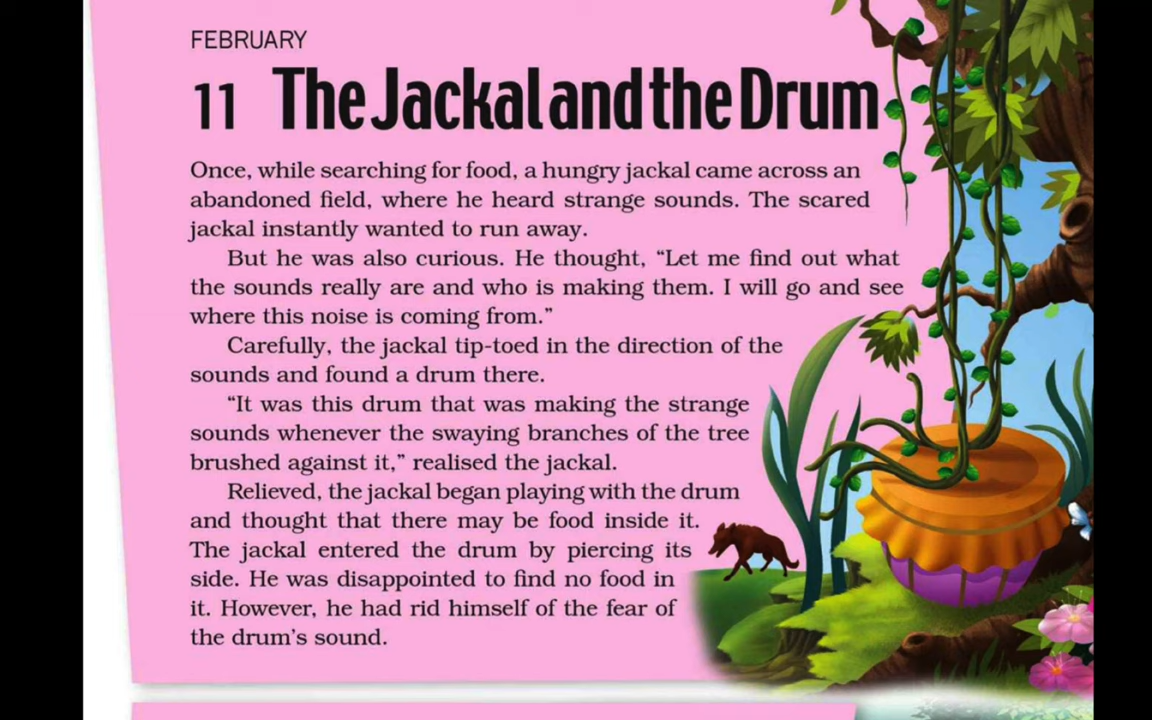 FEBRUARY
11 The Jackal and the Drum
Once, while searching for food, a hungry jackal came across an
abandoned field, where he heard strange sounds. The scared
jackal instantly wanted to run away.
But he was also curious. He thought, “Let me find out what
the sounds really are and who is making them. I will go and see
where this noise is coming from.”
Carefully, the jackal tip-toed in the direction of the
sounds and found a drum there.
“It was this drum that was making the strange
sounds whenever the swaying branches of the tree
brushed against it,” realised the jackal.
Relieved, the jackal began playing with the drum
and thought that there may be food inside it.
The jackal entered the drum by piercing its
side. He was disappointed to find no food in
it. However, he had rid himself of the fear of
the drum’s sound.